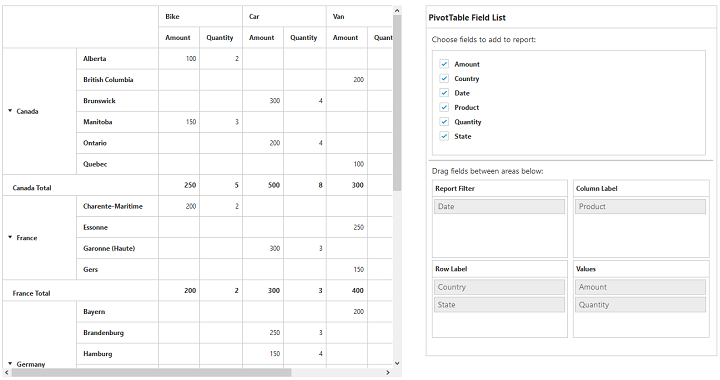 Bike Car Van
Amount Quantity Amount Quantity Amount Quant
Alberta 100 2
British Columbia 200
Brunswick 300 4
Canada
Manitoba 150 3
Ontario 200 4
Quebec 100
Canada Total 250 5 500 8 300
Charente-Maritime 200 2
Essonne 250
France
Garonne (Haute) 300 3
Gers 150
France Total 200 2 300 3 400
Bayern 200
Brandenburg 250 3
Hamburg 150 4
Germany
PivotTable Field List
Choose fields to add to report:
Amount
Country
Date
Product
Quantity
State
Drag fields between areas below:
Report Filter
Date
Column Label
Product
Row Label
Country
State
Values
Amount
Quantity